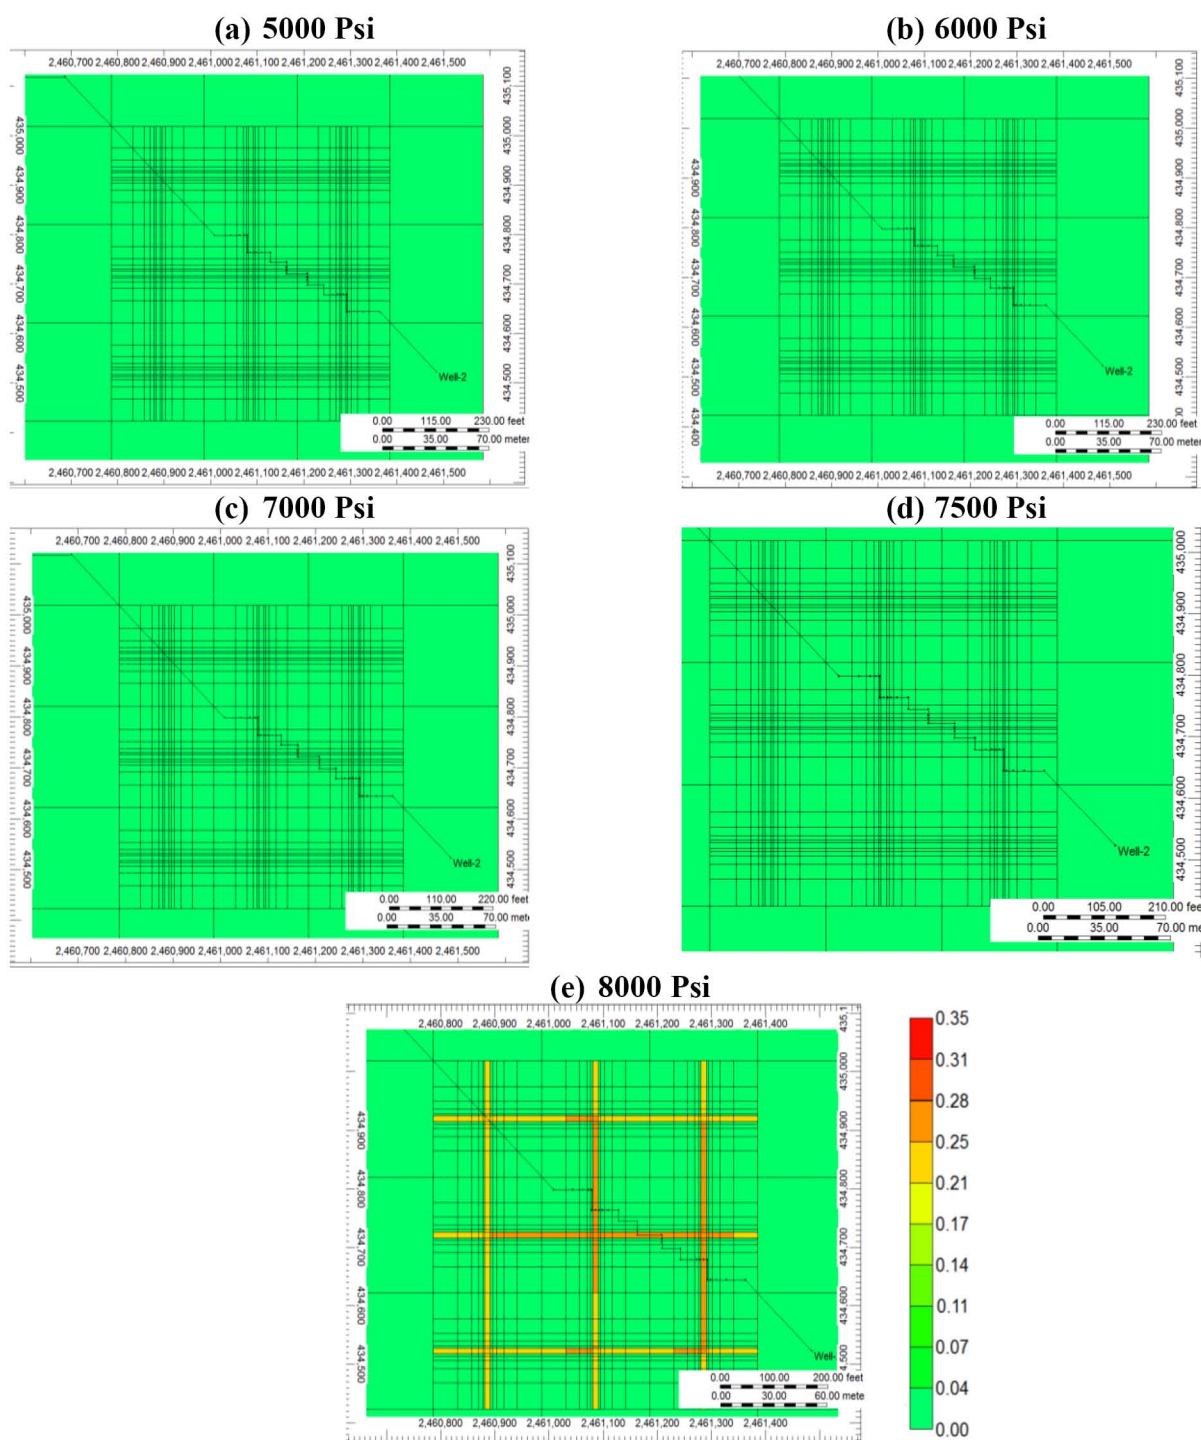 (a) 5000 Psi
2,460,700 2,460,800 2,460,900 2,461,000 2,461,100 2,461,200 2,461,300 2,461,400 2,461,500
435,000 434,900 434,800 434,700 434,600 434,500
435,100 435,000 434,900 434,800 434,700 434,600 434,500
Well-2
0.00 115.00 230.00 feet
0.00 35.00 70.00 meter
2,460,700 2,460,800 2,460,900 2,461,000 2,461,100 2,461,200 2,461,300 2,461,400 2,461,500
(b) 6000 Psi
2,460,700 2,460,800 2,460,900 2,461,000 2,461,100 2,461,200 2,461,300 2,461,400 2,461,500
434,900 434,800 434,700 434,600 434,500 434,400
435,100 435,000 434,900 434,800 434,700 434,600 434,500
Well-2
0.00 115.00 230.00 feet
0.00 35.00 70.00 mete
2,460,700 2,460,800 2,460,900 2,461,000 2,461,100 2,461,200 2,461,300 2,461,400 2,461,500
(c) 7000 Psi
2,460,700 2,460,800 2,460,900 2,461,000 2,461,100 2,461,200 2,461,300 2,461,400 2,461,500
435,000 434,900 434,800 434,700 434,600 434,500
435,100 435,000 434,900 434,800 434,700 434,600 434,500
Well-2
0.00 110.00 220.00 feet
0.00 35.00 70.00 mete
2,460,700 2,460,800 2,460,900 2,461,000 2,461,100 2,461,200 2,461,300 2,461,400 2,461,500
(d) 7500 Psi
435,000 434,900 434,800 434,700 434,600 434,500
Well-2
0.00 105.00 210.00 fee
0.00 35.00 70.00 me
(e) 8000 Psi
2,460,800 2,460,900 2,461,000 2,461,100 2,461,200 2,461,300 2,461,400
434,900 434,800 434,700 434,600 434,500
435,1 435,000 434,900 434,800 434,700 434,600 4,500
Well-
0.00 100.00 200.00 feet
0.00 30.00 60.00 mete
2,460,800 2,460,900 2,461,000 2,461,100 2,461,200 2,461,300 2,461,400
0.35
0.31
0.28
0.25
0.21
0.17
0.14
0.11
0.07
0.04
0.00